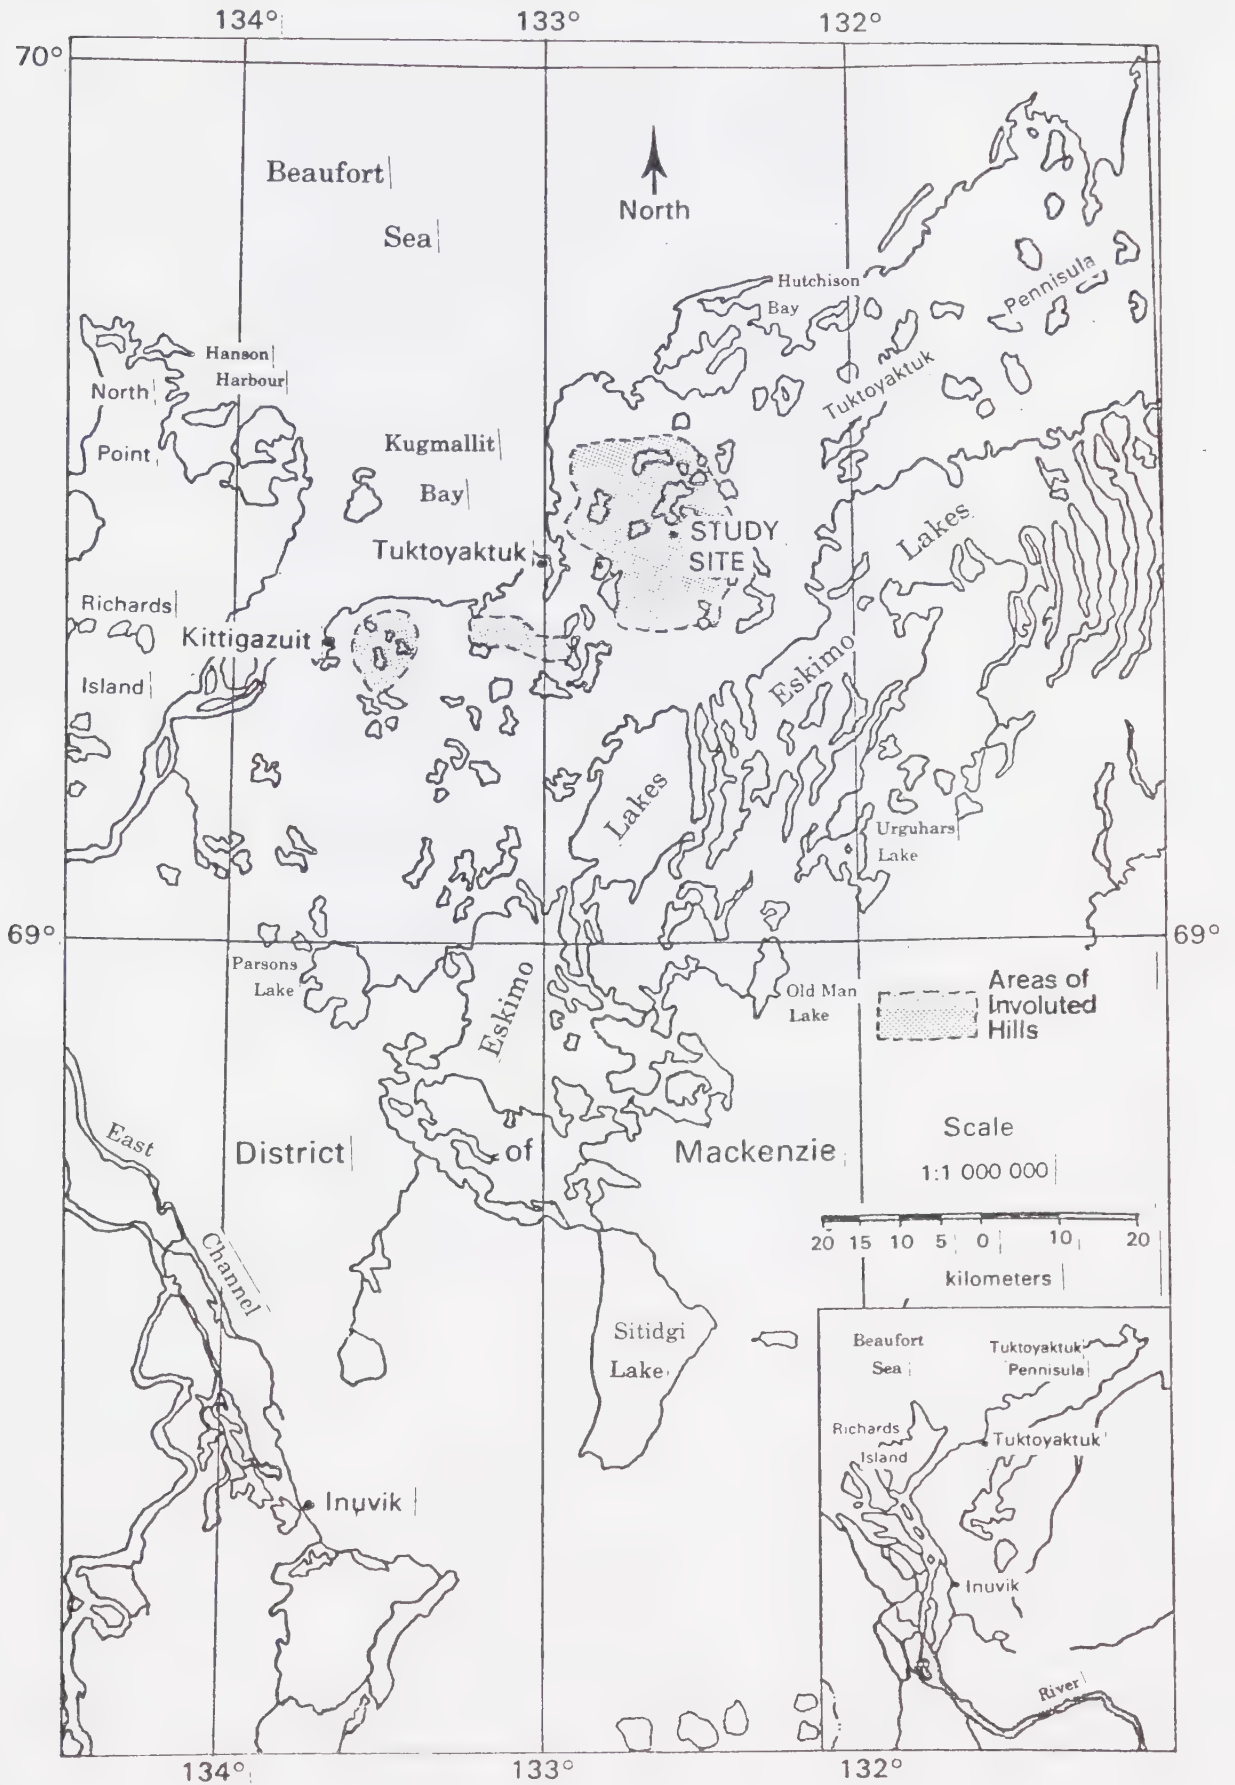 134° 133° 132°
70°
Beaufort
Sea
North
Hutchison
Bay
Pennisula
Tuktoyaktuk
Hanson
Harbour
North
Point
Kugmallit
Bay
Tuktoyaktuk
STUDY
SITE
Lakes
Richards
Island
Kittigazuit
Eskimo
Lakes
Urguhars
Lake
69° 69°
Parsons
Lake
Eskimo
Old Man
Lake
Areas of
Involuted
Hills
East
Channel
District of Mackenzie
Scale
1:1 000 000
20 15 10 5 0 10 20
kilometers
Sitidgi
Lake
Inuvik
Beaufort
Sea
Tuktoyaktuk
Pennisula
Richards
Island
Tuktoyaktuk
Inuvik
River
134° 133° 132°